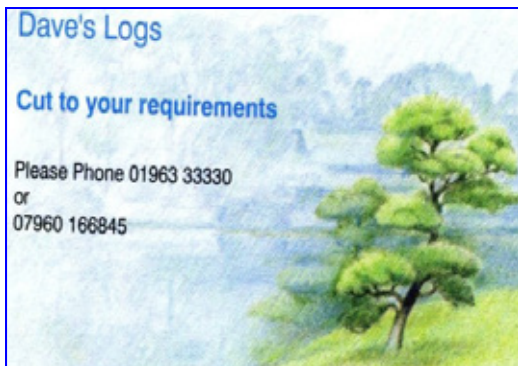 Dave's Logs
Cut to your requirements
Please Phone 01963 33330
or
07960 166845